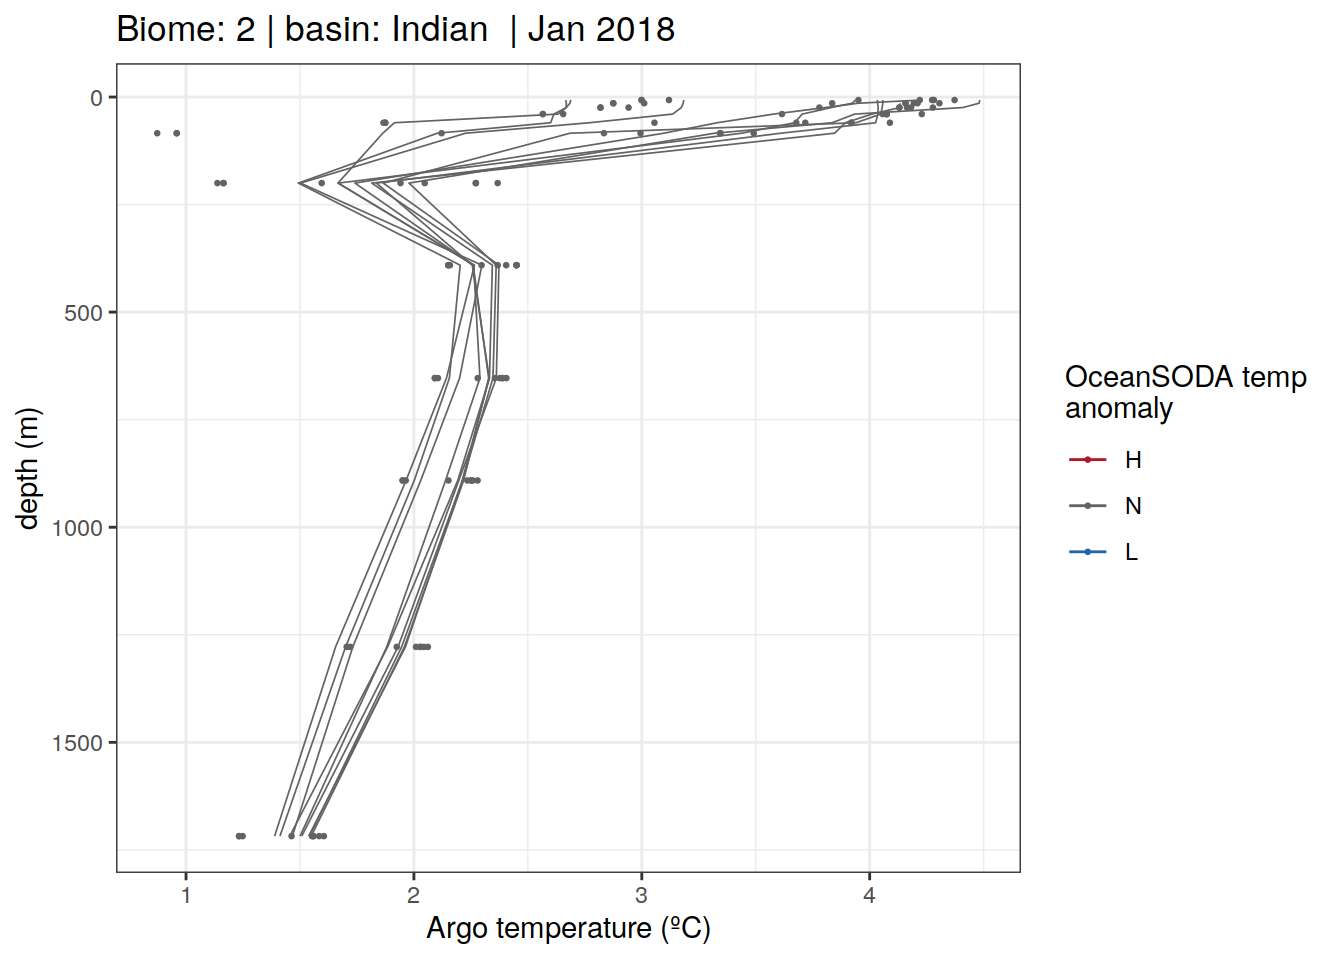 Biome: 2 | basin: Indian  | Jan 2018
0
500
1000
1500
depth (m)
1
2
3
4
Argo temperature (ºC)
OceanSODA temp
anomaly
H
N
L